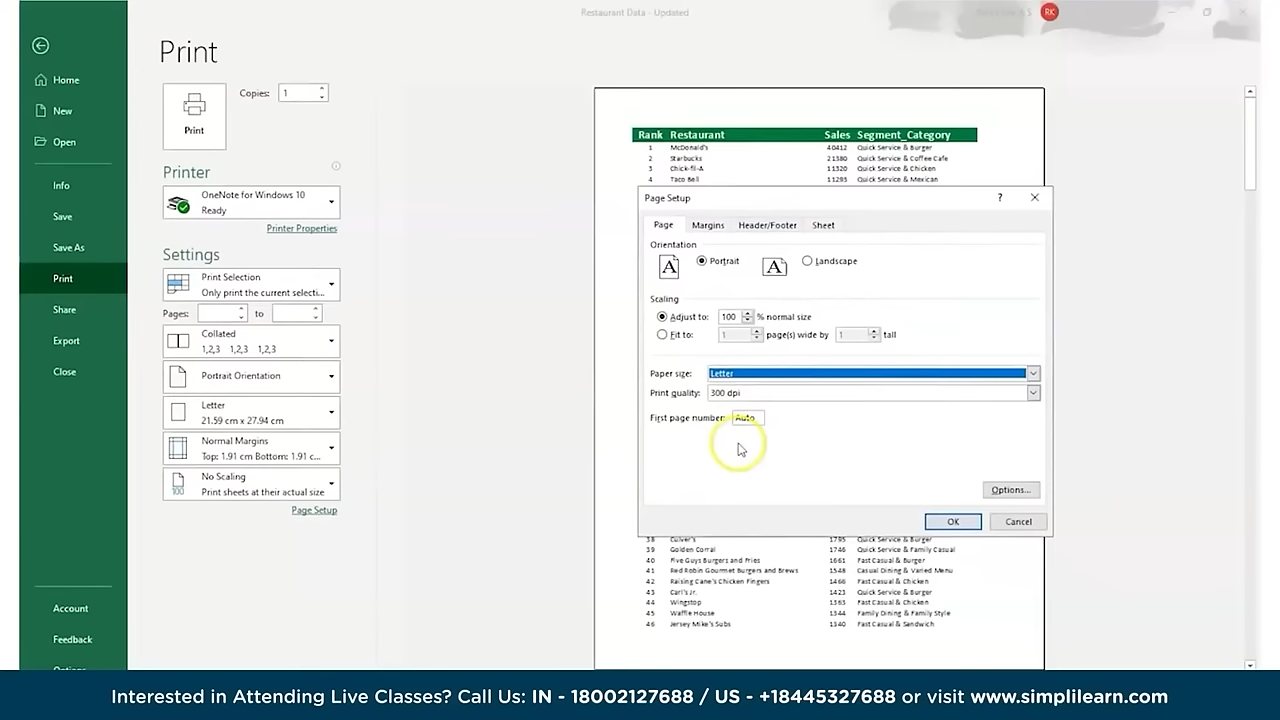 Restaurant Data - Updated
RK
Print
Home
New
Open
Info
Save
Save As
Print
Share
Export
Close
Account
Feedback
Options
Print
Copies: 1
Printer
OneNote for Windows 10
Ready
Printer Properties
Settings
Print Selection
Only print the current selecti...
Pages: to
Collated
1,2,3 1,2,3 1,2,3
Portrait Orientation
Letter
21.59 cm x 27.94 cm
Normal Margins
Top: 1.91 cm Bottom: 1.91 c...
No Scaling
100 Print sheets at their actual size
Page Setup
Rank Restaurant Sales Segment_Category
1 McDonald's 40412 Quick Service & Burger
2 Starbucks 21380 Quick Service & Coffee Cafe
3 Chick-fil-A 11320 Quick Service & Chicken
4 Taco Bell 11293 Quick Service & Mexican
Page Setup ?
Page Margins Header/Footer Sheet
Orientation
A Portrait A Landscape
Scaling
Adjust to: 100 % normal size
Fit to: 1 page(s) wide by 1 tall
Paper size: Letter
Print quality: 300 dpi
First page number: Auto
Options...
OK Cancel
38 Culver's 1795 Quick Service & Burger
39 Golden Corral 1746 Quick Service & Family Casual
40 Five Guys Burgers and Fries 1661 Fast Casual & Burger
41 Red Robin Gourmet Burgers and Brews 1548 Casual Dining & Varied Menu
42 Raising Cane's Chicken Fingers 1466 Fast Casual & Chicken
43 Carl's Jr. 1423 Quick Service & Burger
44 Wingstop 1363 Fast Casual & Chicken
45 Waffle House 1344 Family Dining & Family Style
46 Jersey Mike's Subs 1340 Fast Casual & Sandwich
Interested in Attending Live Classes? Call Us: IN - 18002127688 / US - +18445327688 or visit www.simplilearn.com